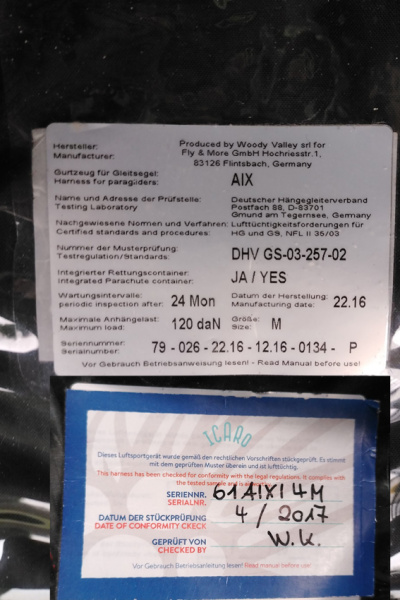 Hersteller: Produced by Woody Valley srl for
Manufacturer: Fly & More GmbH Hochriesstr.1,
83126 Flintsbach, Germany
Gurtzeug für Gleitsegel:
Harness for paragliders: AIX
Name und Adresse der Prüfstelle: Deutscher Hängegleiterverband
Testing Laboratory Postfach 88, D-83701
Gmund am Tegernsee, Germany
Nachgewiesene Normen und Verfahren: Lufttüchtigkeitsforderungen für
Certified standards and procedures: HG und GS, NFL II 35/03
Nummer der Musterprüfung:
Testregulation/Standards: DHV GS-03-257-02
Integrierter Rettungscontainer:
Integrated Parachute container: JA / YES
Wartungsintervalle: 24 Mon Datum der Herstellung: 22.16
periodic inspection after: Manufacturing date:
Maximale Anhängelast: 120 daN Größe: M
Maximum load: Size:
Seriennummer:
Serialnumber: 79 - 026 - 22.16 - 12.16 - 0134 - P
Vor Gebrauch Betriebsanweisung lesen! - Read Manual before use!
ICARO
Dieses Luftsportgerät wurde gemäß den rechtlichen Vorschriften stückgeprüft. Es stimmt
mit dem geprüften Muster überein und ist lufttüchtig.
This harness has been checked for conformity with the legal regulations. It complies with
the tested sample and is
SERIENNR. 61AIXI4M
SERIALNR.
DATUM DER STÜCKPRÜFUNG 4 / 2017
DATE OF CONFORMITY CKECK
GEPRÜFT VON W.K.
CHECKED BY
Vor Gebrauch Betriebsanleitung lesen! Read manual before use!